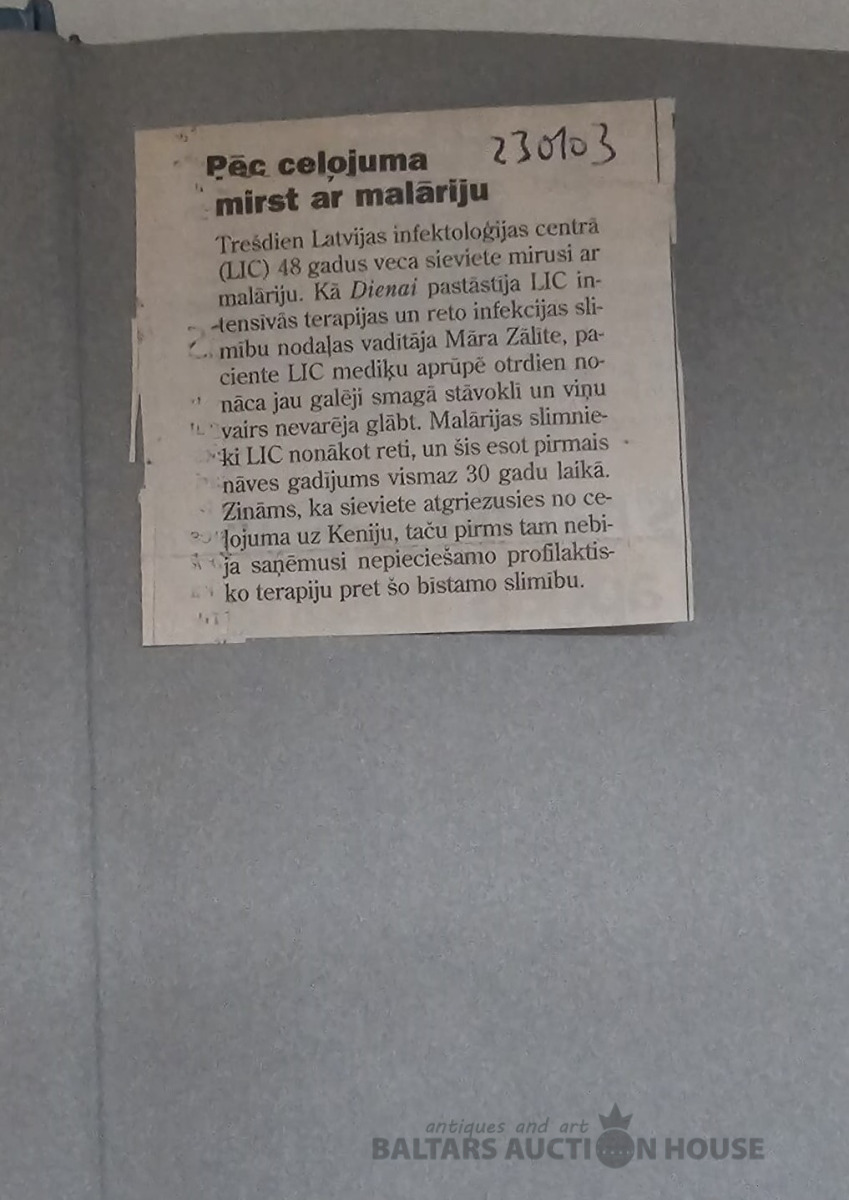 Pēc ceļojuma
mirst ar malāriju
230103
Trešdien Latvijas infektoloģijas centrā
(LIC) 48 gadus veca sieviete mirusi ar
malāriju. Kā Dienai pastāstīja LIC in-
tensīvās terapijas un reto infekcijas sli-
mību nodaļas vadītāja Māra Zālīte, pa-
ciente LIC mediķu aprūpē otrdien no-
nāca jau galēji smagā stāvoklī un viņu
vairs nevarēja glābt. Malārijas slimnie-
ki LIC nonākot reti, un šis esot pirmais
nāves gadījums vismaz 30 gadu laikā.
Zināms, ka sieviete atgriezusies no ce-
ļojuma uz Keniju, taču pirms tam nebi-
ja saņēmusi nepieciešamo profilaktis-
ko terapiju pret šo bīstamo slimību.
antiques and art
BALTARS AUCTION HOUSE